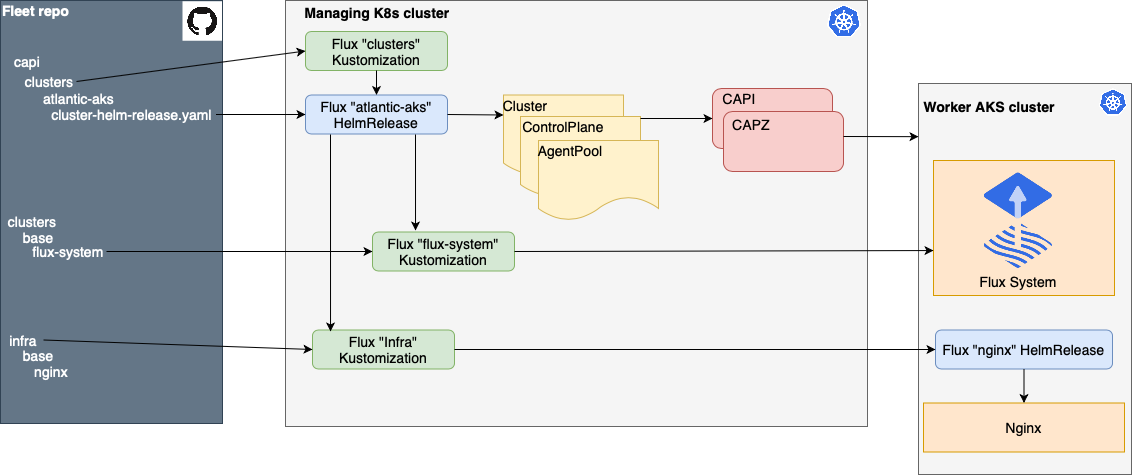 Fleet repo
capi
clusters
atlantic-aks
cluster-helm-release.yaml
clusters
base
flux-system
infra
base
nginx
Managing K8s cluster
Flux "clusters"
Kustomization
Flux "atlantic-aks"
HelmRelease
Cluster
ControlPlane
AgentPool
CAPI
CAPZ
Flux "flux-system"
Kustomization
Flux "Infra"
Kustomization
Worker AKS cluster
Flux System
Flux "nginx" HelmRelease
Nginx